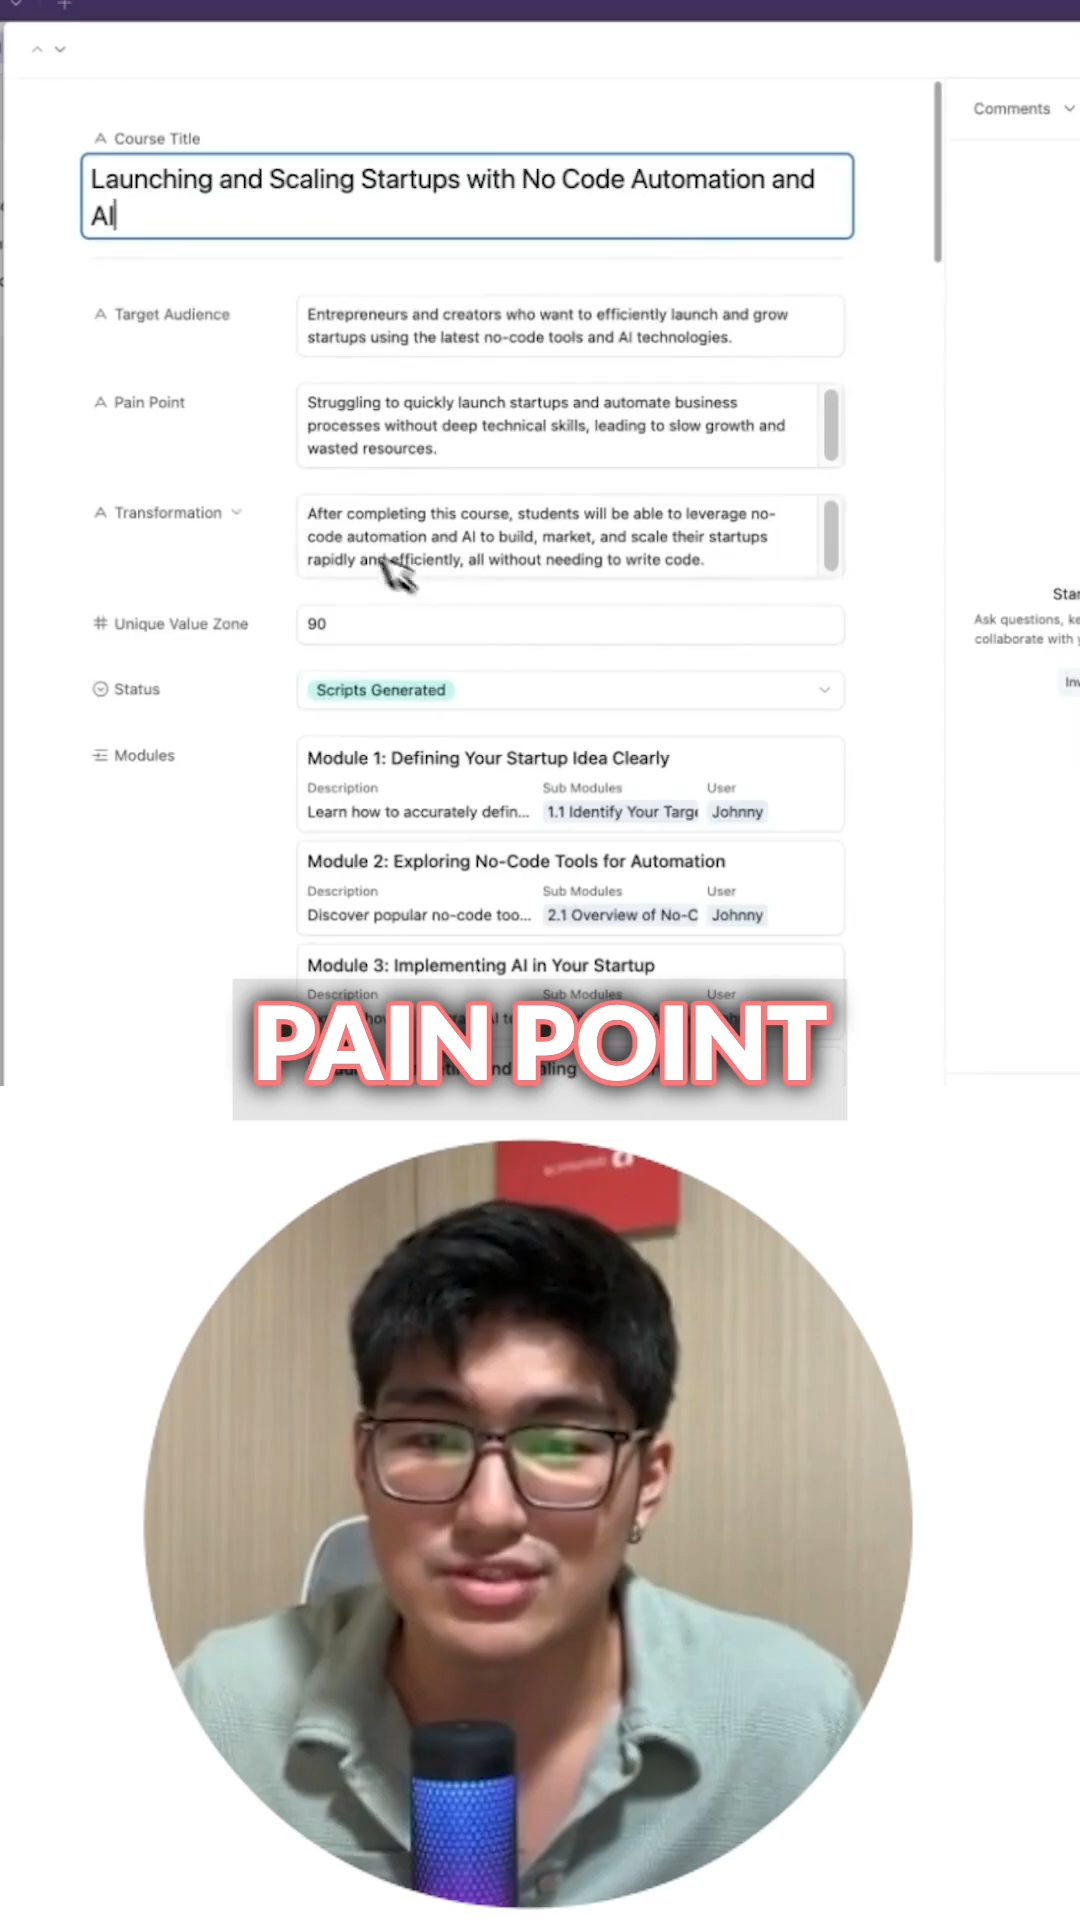 Comments
Course Title
Launching and Scaling Startups with No Code Automation and
AI
Target Audience
Entrepreneurs and creators who want to efficiently launch and grow
startups using the latest no-code tools and AI technologies.
Pain Point
Struggling to quickly launch startups and automate business
processes without deep technical skills, leading to slow growth and
wasted resources.
Transformation
After completing this course, students will be able to leverage no-
code automation and AI to build, market, and scale their startups
rapidly and efficiently, all without needing to write code.
Star
Ask questions, ke
collaborate with y
Inv
# Unique Value Zone
90
Status
Scripts Generated
Modules
Module 1: Defining Your Startup Idea Clearly
Description Sub Modules User
Learn how to accurately defin... 1.1 Identify Your Targe Johnny
Module 2: Exploring No-Code Tools for Automation
Description Sub Modules User
Discover popular no-code too... 2.1 Overview of No-C Johnny
Module 3: Implementing AI in Your Startup
Description Sub Modules User
PAIN POINT